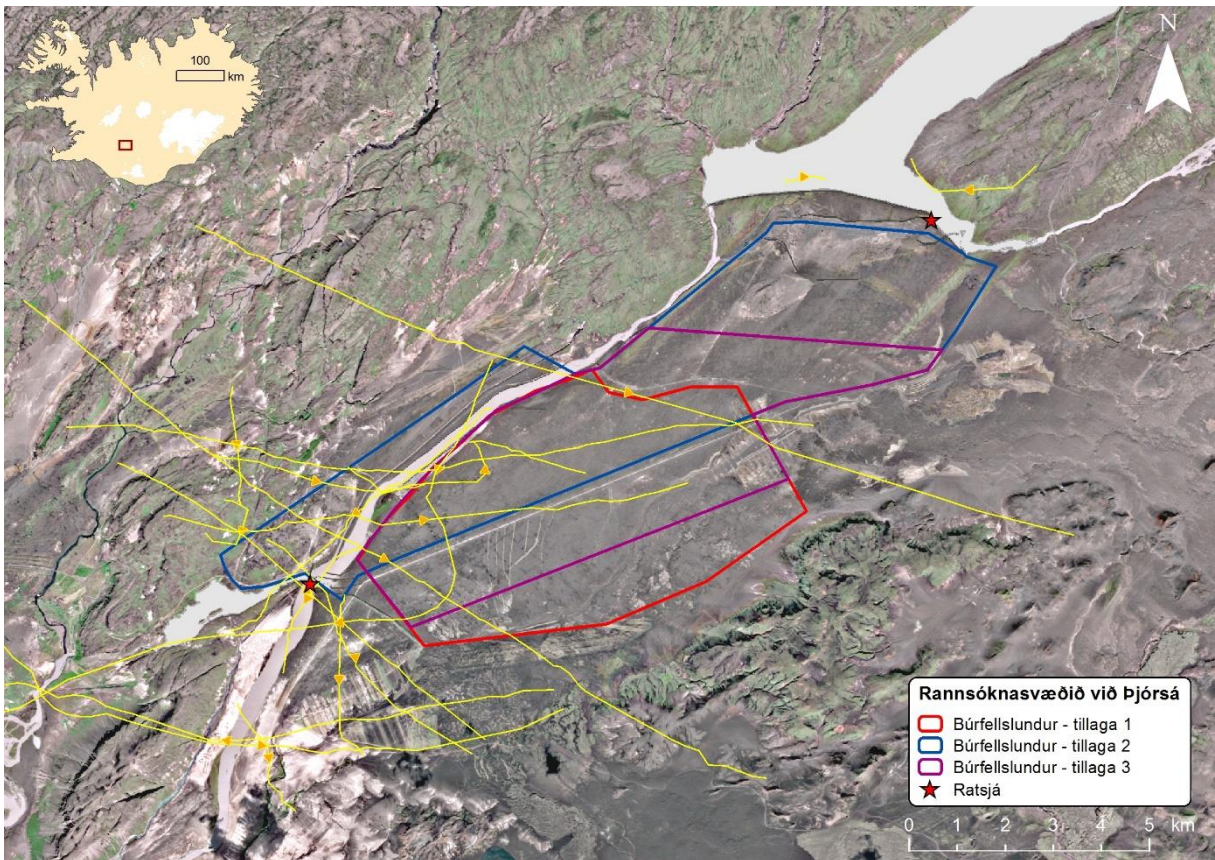 100
km
N
Rannsóknasvæðið við Þjórsá
Búrfellslundur - tillaga 1
Búrfellslundur - tillaga 2
Búrfellslundur - tillaga 3
Ratsjá
0 1 2 3 4 5 km